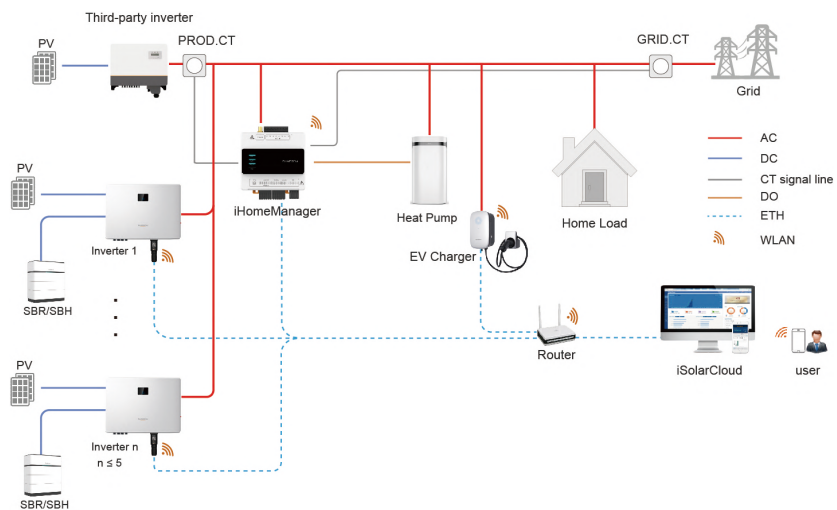 Third-party inverter
PV
PROD.CT
GRID.CT
Grid
AC
DC
CT signal line
DO
ETH
WLAN
PV
iHomeManager
Heat Pump
Home Load
EV Charger
Inverter 1
SBR/SBH
Router
iSolarCloud
user
PV
Inverter n
n ≤ 5
SBR/SBH